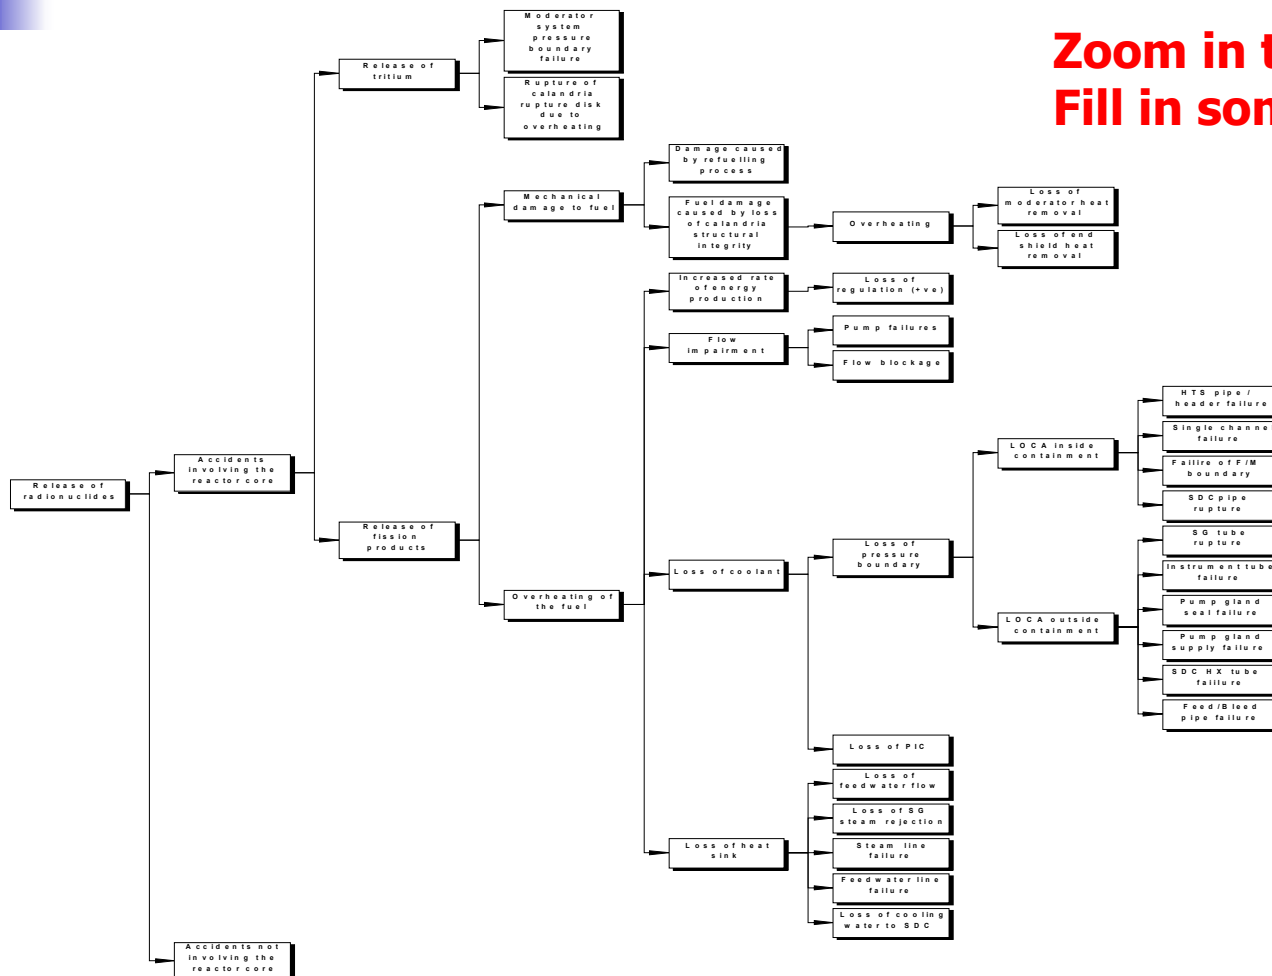 Zoom in t
Fill in son
Moderator
system
pressure
boundary
failure
Release of
tritium
Rupture of
calandria
rupture disk
due to
overheating
Damage caused
by refuelling
process
Mechanical
damage to fuel
Fuel damage
caused by loss
of calandria
structural
integrity
Overheating
Loss of
moderator heat
removal
Loss of end
shield heat
removal
Increased rate
of energy
production
Loss of
regulation (+ve)
Flow
impairment
Pump failures
Flow blockage
HTS pipe /
header failure
Single channe
failure
LOCA inside
containment
Failire of F/M
boundary
SDC pipe
rupture
Accidents
involving the
reactor core
Release of
radionuclides
Release of
fission
products
Loss of
pressure
boundary
SG tube
rupture
Loss of coolant
Instrument tube
failure
Overheating of
the fuel
Pump gland
seal failure
LOCA outside
containment
Pump gland
supply failure
SDC HX tube
faiilure
Feed/Bleed
pipe failure
Loss of PIC
Loss of
feedwater flow
Loss of SG
steam rejection
Loss of heat
sink
Steam line
failure
Feedwater line
failure
Loss of cooling
water to SDC
Accidents not
involving the
reactor core